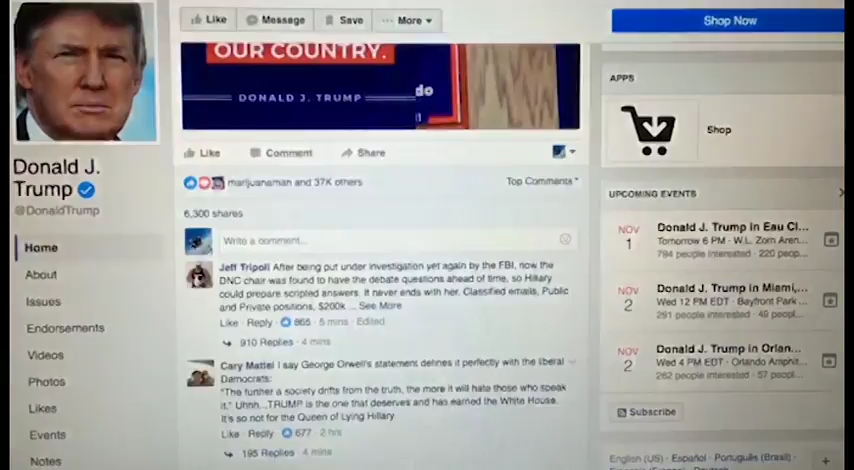 Like
Message
Save
More
Shop Now
OUR COUNTRY.
DONALD J. TRUMP
do
Like
Comment
Share
marijuanaman and 37K others
Top Comments
6,300 shares
Write a comment...
Jeff Tripoli After being put under investigation yet again by the FBI, now the
DNC chair was found to have the debate questions ahead of time, so Hillary
could prepare scripted answers. It never ends with her. Classified emails, Public
and Private positions, $200k ... See More
Like · Reply · 865 · 5 mins · Edited
910 Replies · 4 mins
Cary Matiel I say George Orwell's statement defines it perfectly with the liberal
Democrats:
"The further a society drifts from the truth, the more it will hate those who speak
it." Uhhh...TRUMP is the one that deserves and has earned the White House.
It's so not for the Queen of Lying Hillary
Like · Reply · 677 · 2 hrs
195 Replies · 4 mins
Donald J.
Trump
@DonaldTrump
Home
About
Issues
Endorsements
Videos
Photos
Likes
Events
Notes
APPS
Shop
UPCOMING EVENTS
NOV
1
Donald J. Trump in Eau Cl...
Tomorrow 6 PM · W.L. Zorn Aren...
784 people interested · 220 peop...
NOV
2
Donald J. Trump in Miami,...
Wed 12 PM EDT · Bayfront Park ...
291 people interested · 49 peopl...
NOV
2
Donald J. Trump in Orlan...
Wed 4 PM EDT · Orlando Amphit...
262 people interested · 57 peopl...
Subscribe
English (US) · Español · Português (Brasil) ·